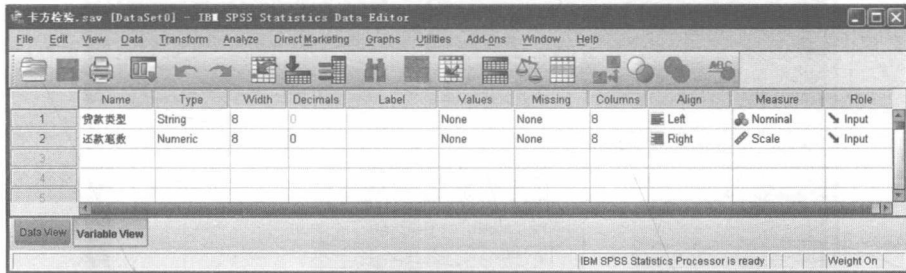 卡方检验.sav [DataSet0] - IBM SPSS Statistics Data Editor
File Edit View Data Transform Analyze Direct Marketing Graphs Utilities Add-ons Window Help
Name Type Width Decimals Label Values Missing Columns Align Measure Role
1 贷款类型 String 8 0 None None 8 Left Nominal Input
2 还款笔数 Numeric 8 0 None None 8 Right Scale Input
3
4
5
Data View Variable View
IBM SPSS Statistics Processor is ready Weight On